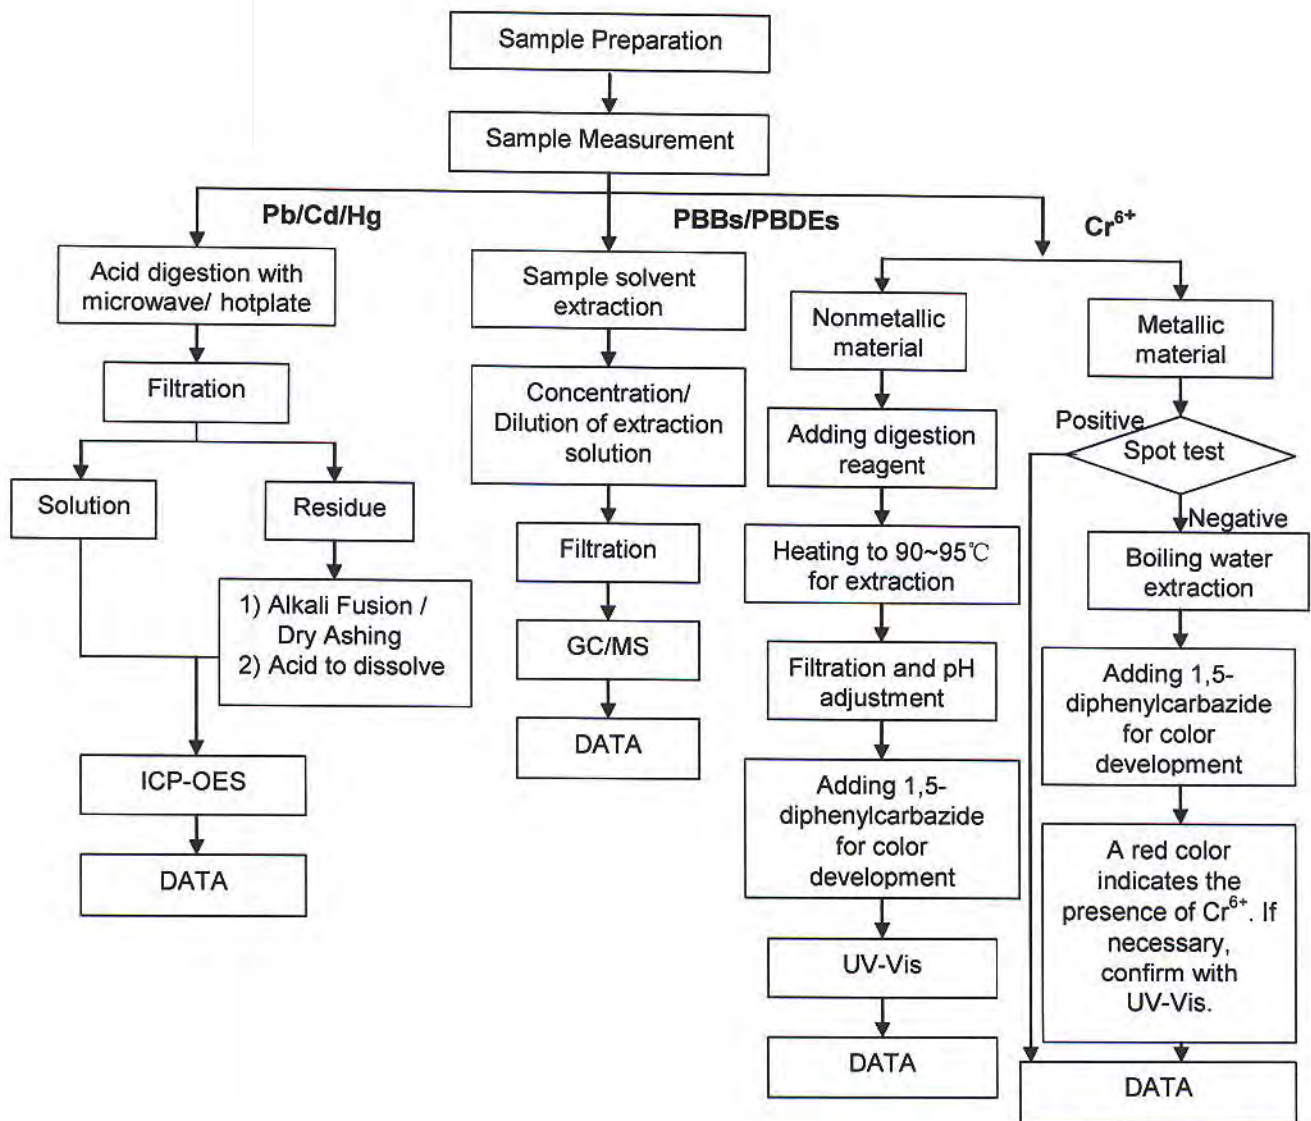 Sample Preparation
Sample Measurement
Pb/Cd/Hg
PBBs/PBDEs
Cr⁶⁺
Acid digestion with
microwave/ hotplate
Filtration
Solution
Residue
1) Alkali Fusion /
Dry Ashing
2) Acid to dissolve
ICP-OES
DATA
Sample solvent
extraction
Concentration/
Dilution of extraction
solution
Filtration
GC/MS
DATA
Nonmetallic
material
Adding digestion
reagent
Heating to 90~95℃
for extraction
Filtration and pH
adjustment
Adding 1,5-
diphenylcarbazide
for color
development
UV-Vis
DATA
Metallic
material
Positive
Spot test
Negative
Boiling water
extraction
Adding 1,5-
diphenylcarbazide
for color
development
A red color
indicates the
presence of Cr⁶⁺. If
necessary,
confirm with
UV-Vis.
DATA